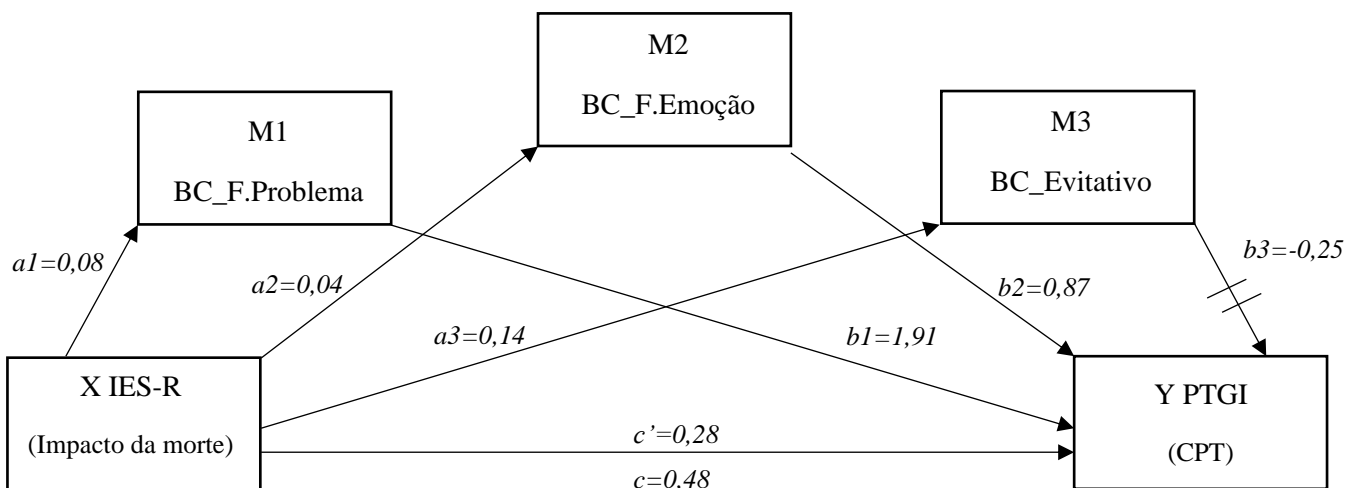 M2
BC_F.Emoção
M1
BC_F.Problema
M3
BC_Evitativo
a1=0,08
a2=0,04
a3=0,14
b1=1,91
b2=0,87
b3=-0,25
X IES-R
(Impacto da morte)
c’=0,28
c=0,48
Y PTGI
(CPT)